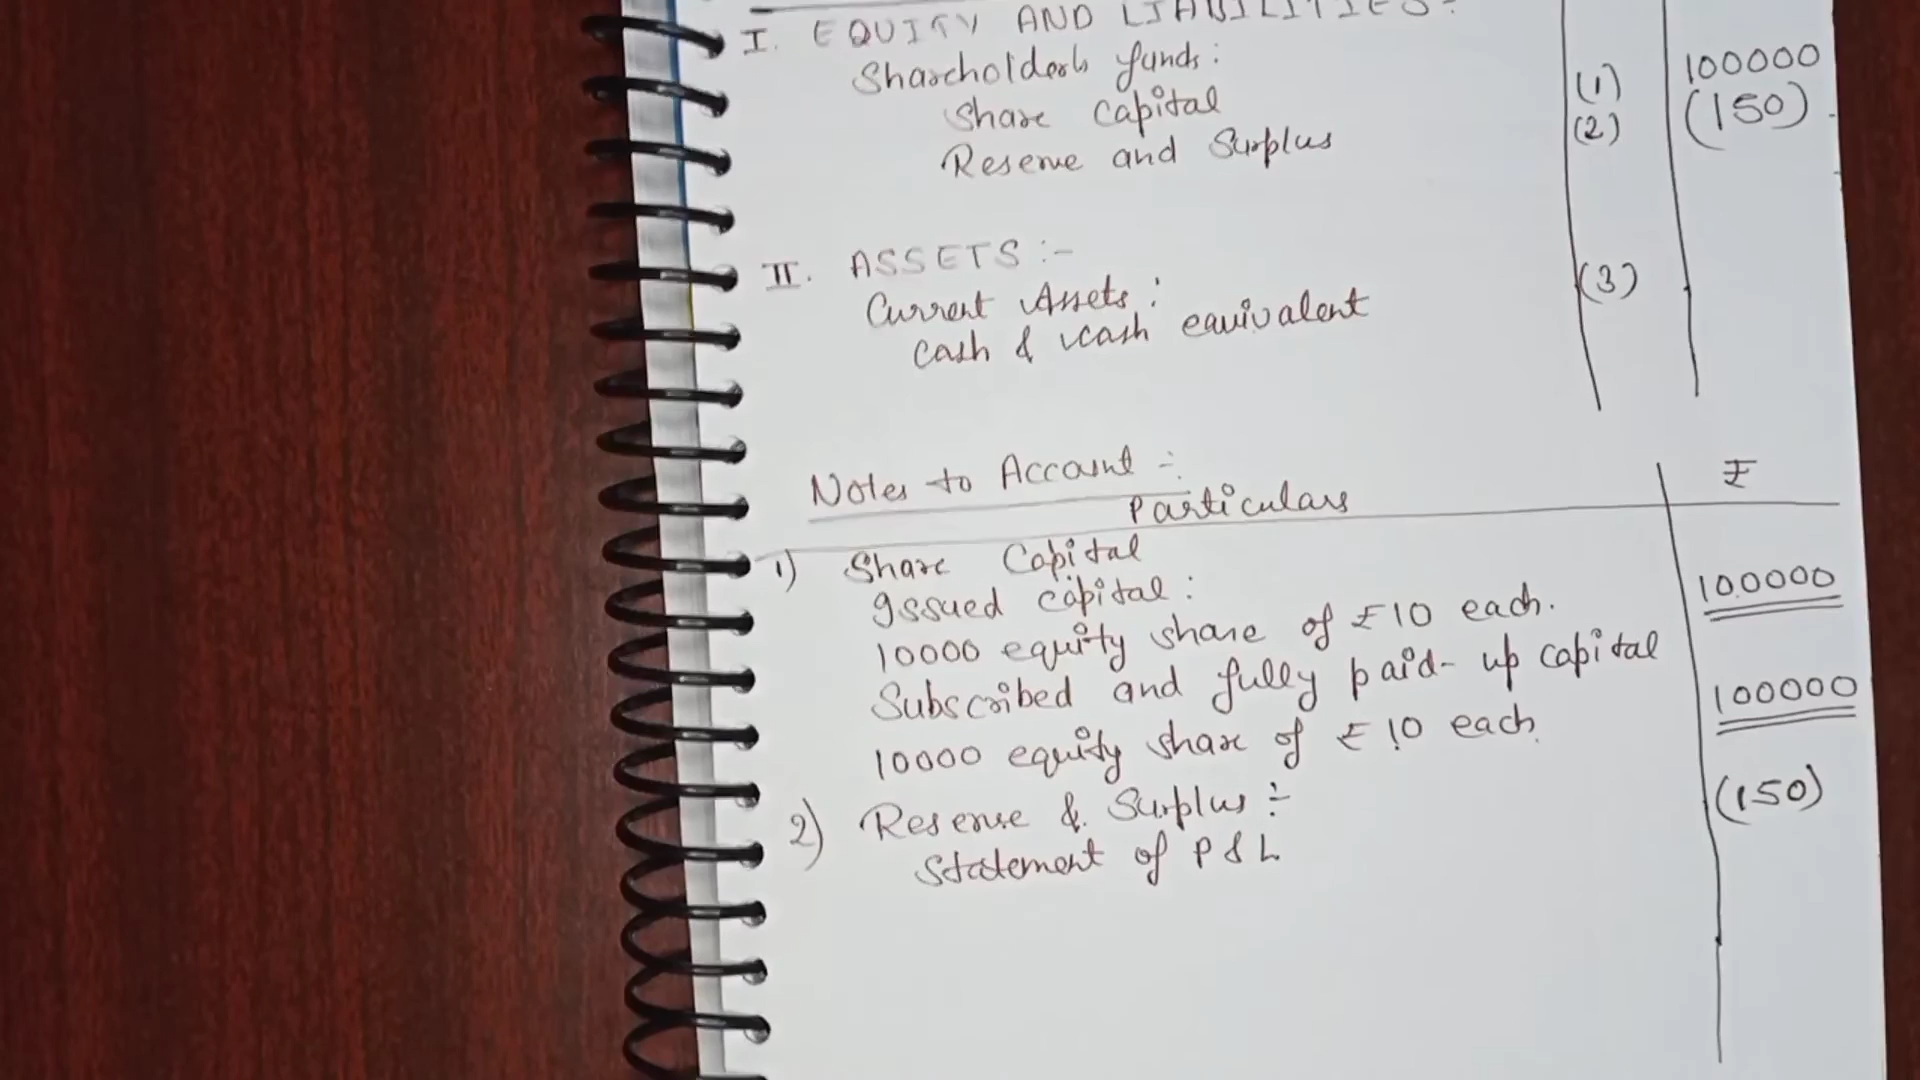 I. EQUITY AND LIABILITIES:
Shareholders funds:
Share Capital (1) 100000
Reserve and Surplus (2) (150)
II. ASSETS :-
Current Assets:
Cash & cash equivalent (3)
Notes to Account :-
Particulars ₹
1) Share Capital
Issued capital:
10000 equity share of ₹10 each. 100000
Subscribed and fully paid-up capital
10000 equity share of ₹10 each. 100000
2) Reserve & Surplus :-
Statement of P & L (150)